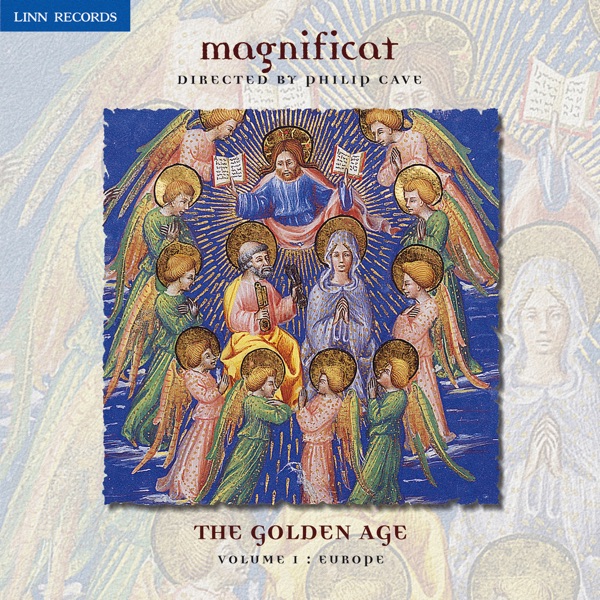 LINN RECORDS
magnificat
DIRECTED BY PHILIP CAVE
THE GOLDEN AGE
VOLUME 1 : EUROPE